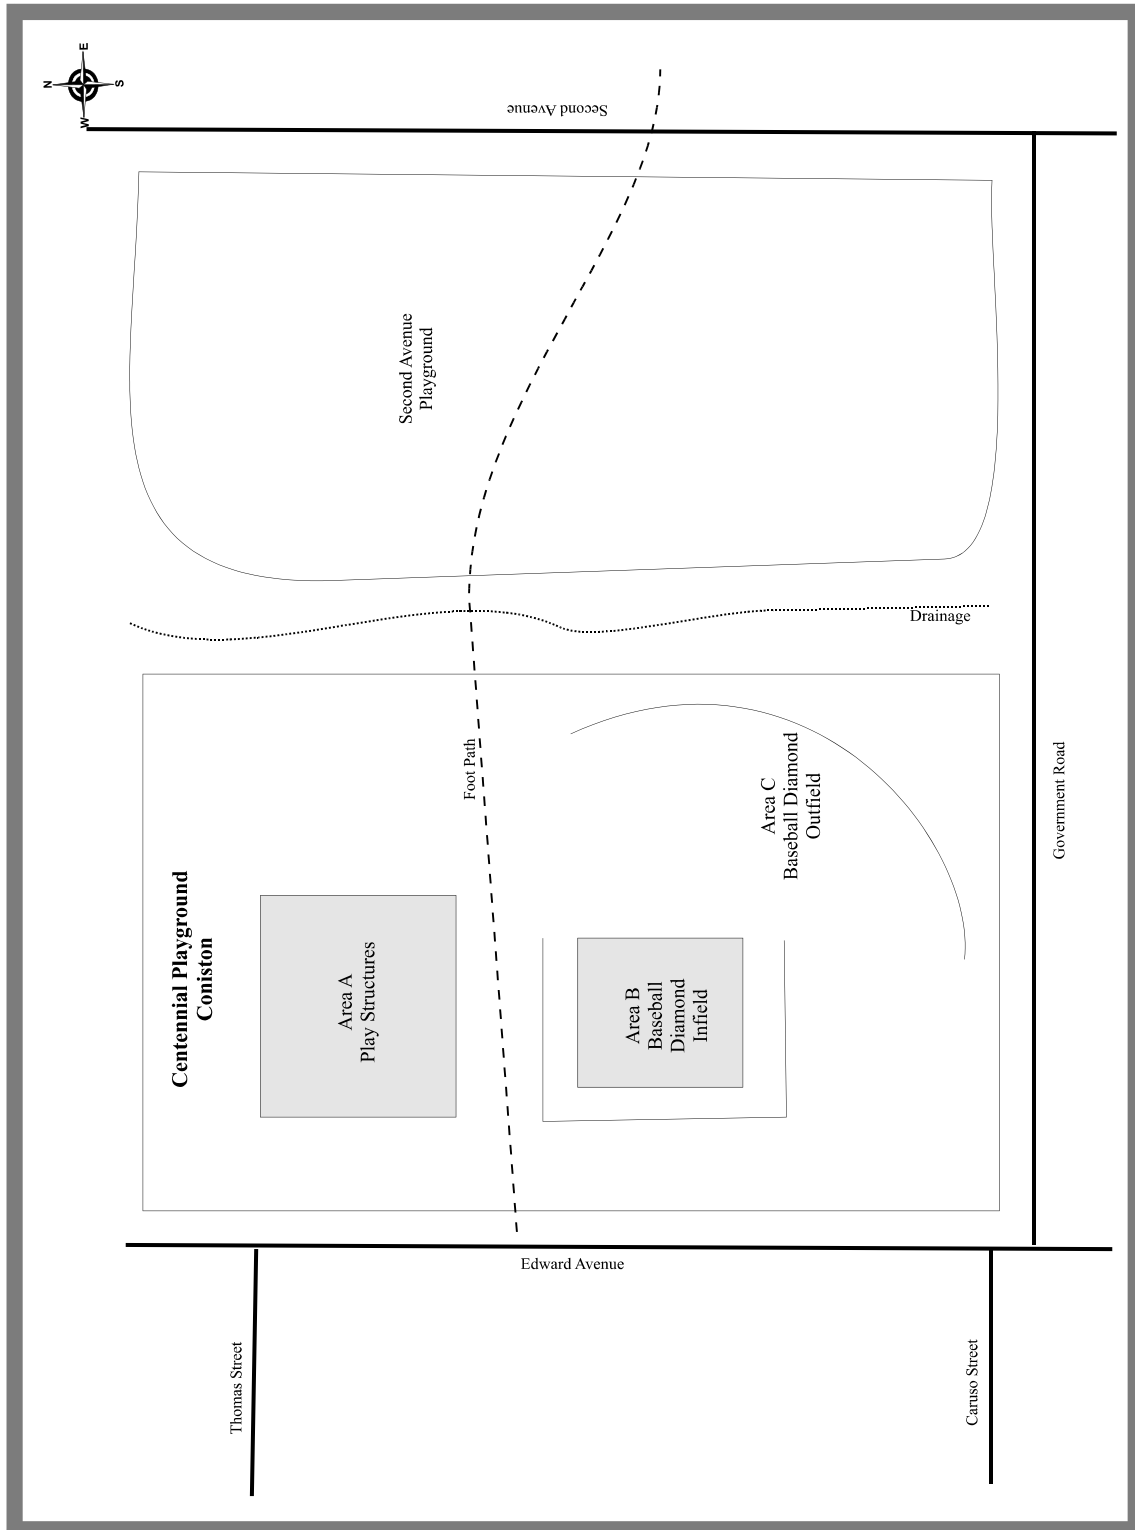 E
N
S
W
Second Avenue
Second Avenue
Playground
Drainage
Foot Path
Area C
Baseball Diamond
Outfield
Government Road
Centennial Playground
Coniston
Area A
Play Structures
Area B
Baseball
Diamond
Infield
Edward Avenue
Thomas Street
Caruso Street